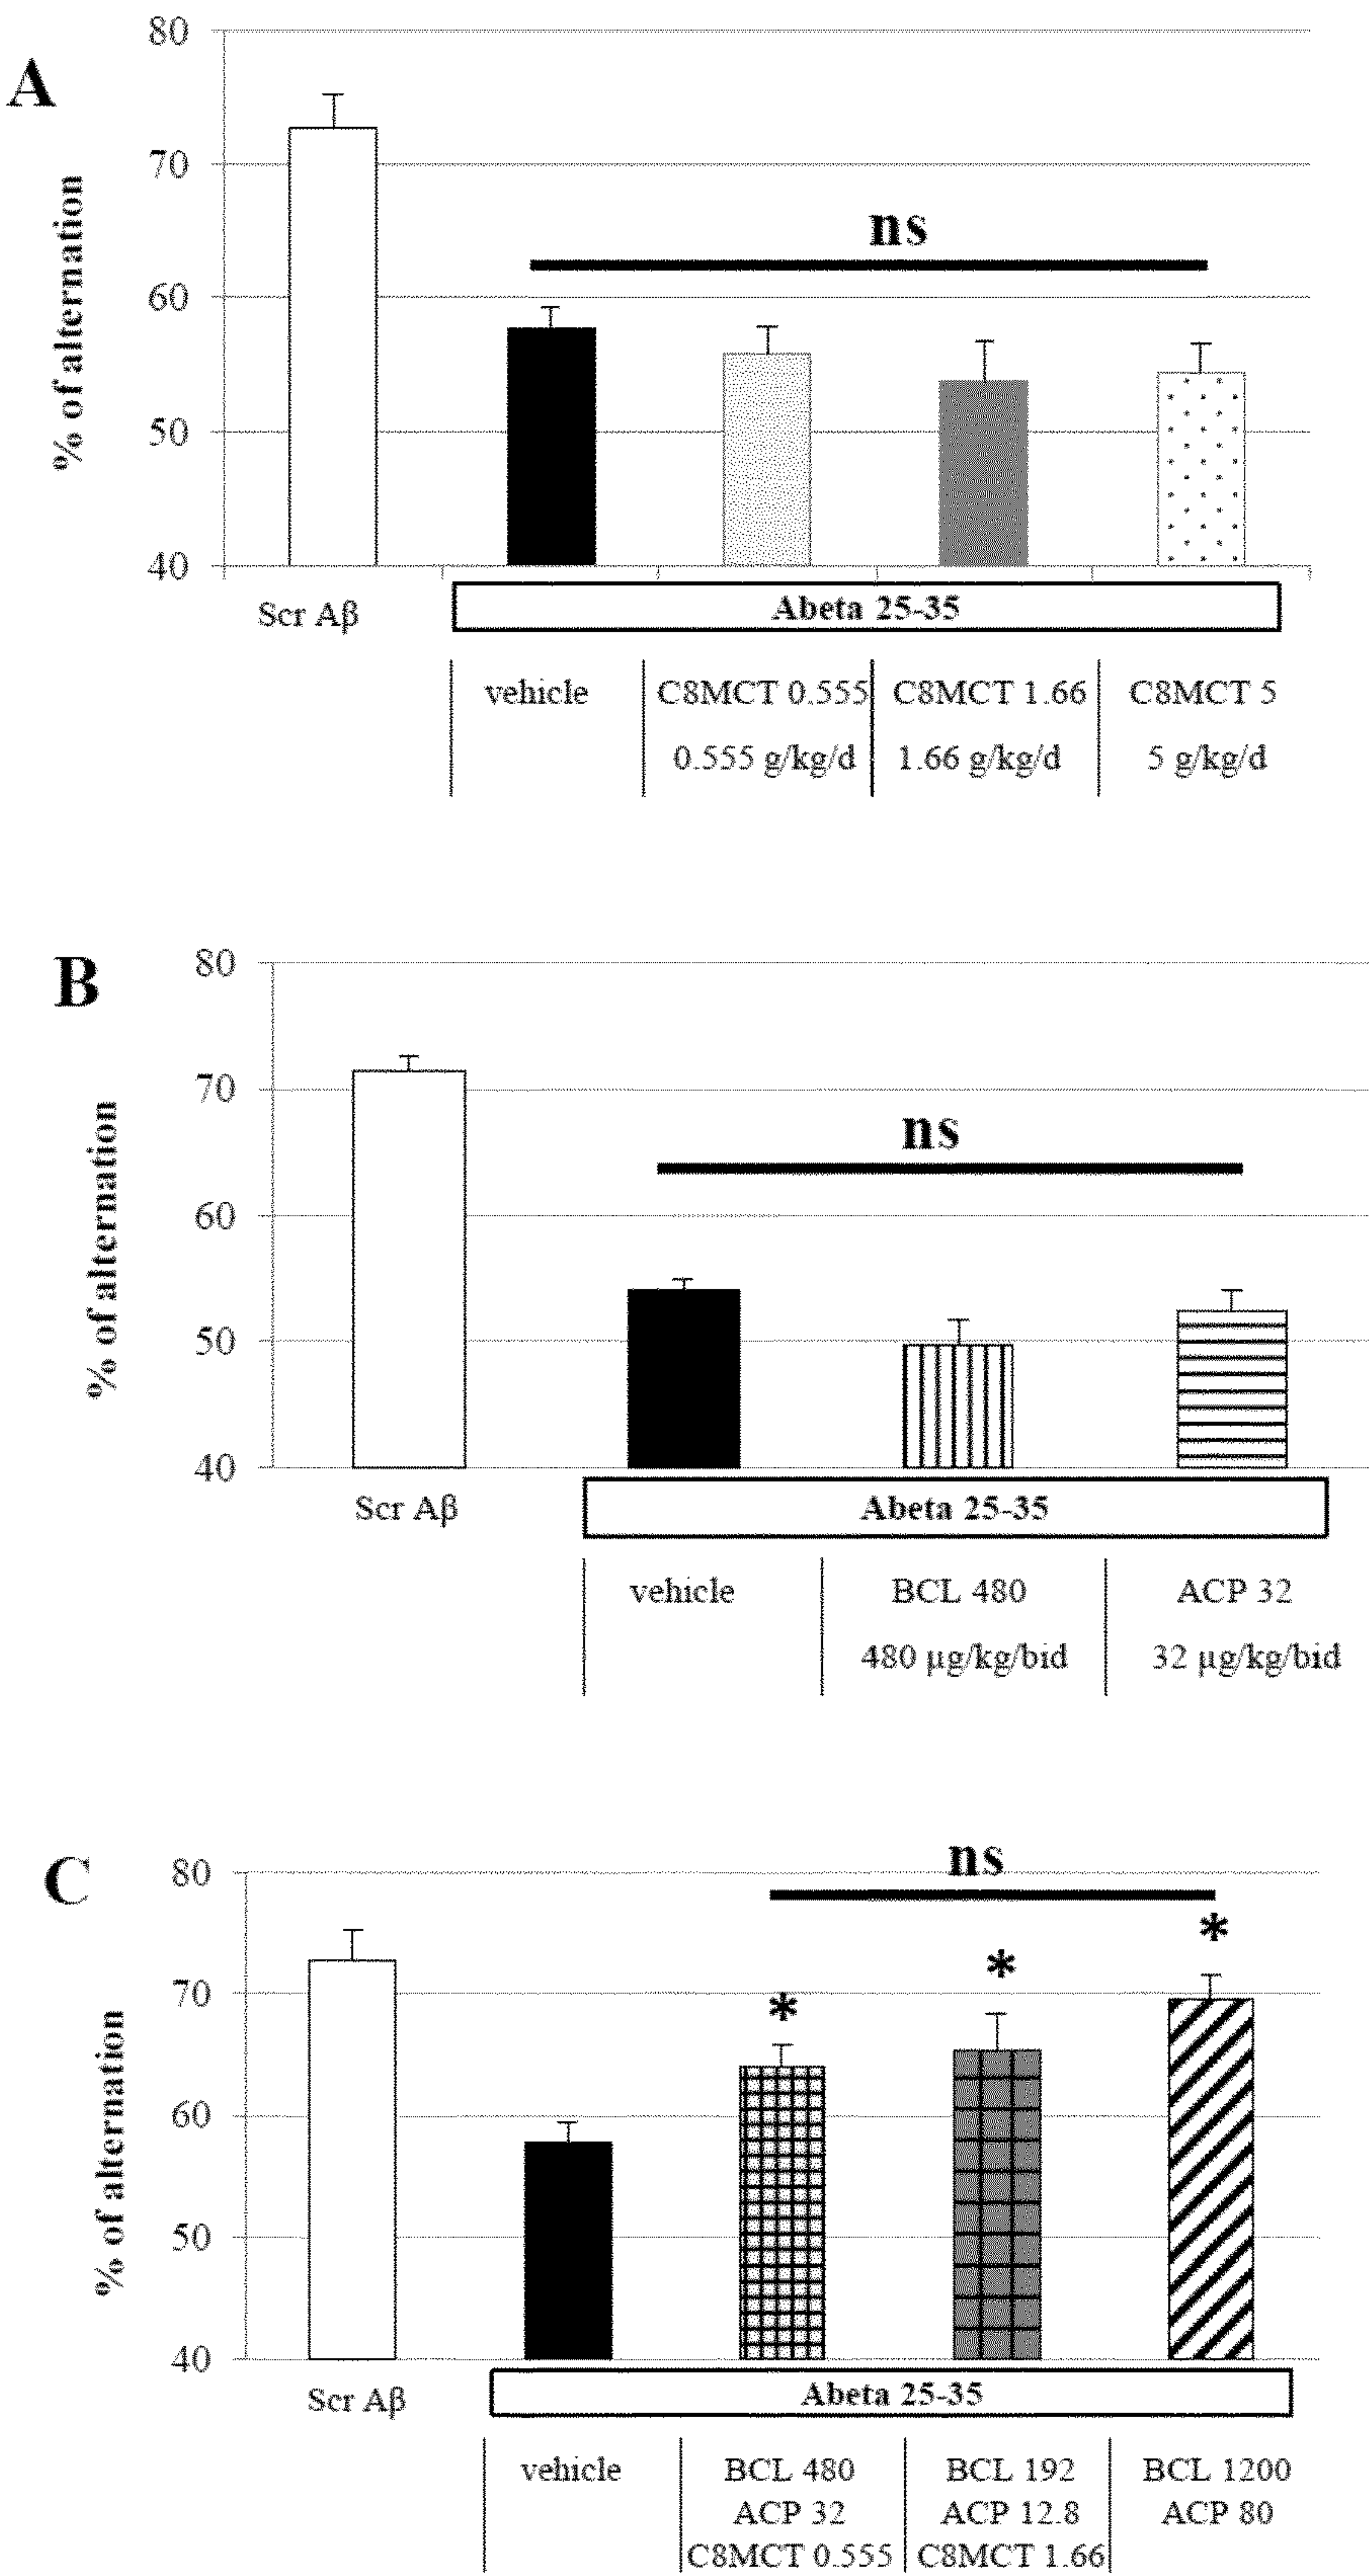 A
% of alternation
80
70
60
50
40
ns
Scr Aβ
Abeta 25-35
vehicle
C8MCT 0.555
0.555 g/kg/d
C8MCT 1.66
1.66 g/kg/d
C8MCT 5
5 g/kg/d
B
% of alternation
80
70
60
50
40
ns
Scr Aβ
Abeta 25-35
vehicle
BCL 480
480 µg/kg/bid
ACP 32
32 µg/kg/bid
C
% of alternation
80
70
60
50
40
ns
*
*
*
Scr Aβ
Abeta 25-35
vehicle
BCL 480
ACP 32
C8MCT 0.555
BCL 192
ACP 12.8
C8MCT 1.66
BCL 1200
ACP 80